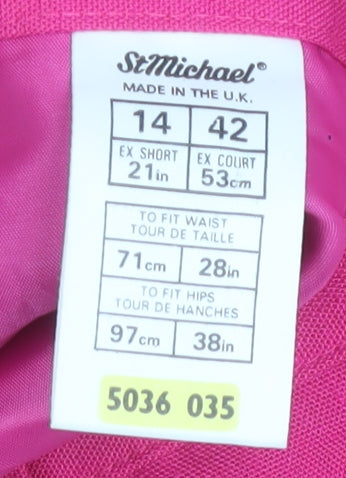 StMichael®
MADE IN THE U.K.
14 42
EX SHORT EX COURT
21in 53cm
TO FIT WAIST
TOUR DE TAILLE
71cm 28in
TO FIT HIPS
TOUR DE HANCHES
97cm 38in
5036 035